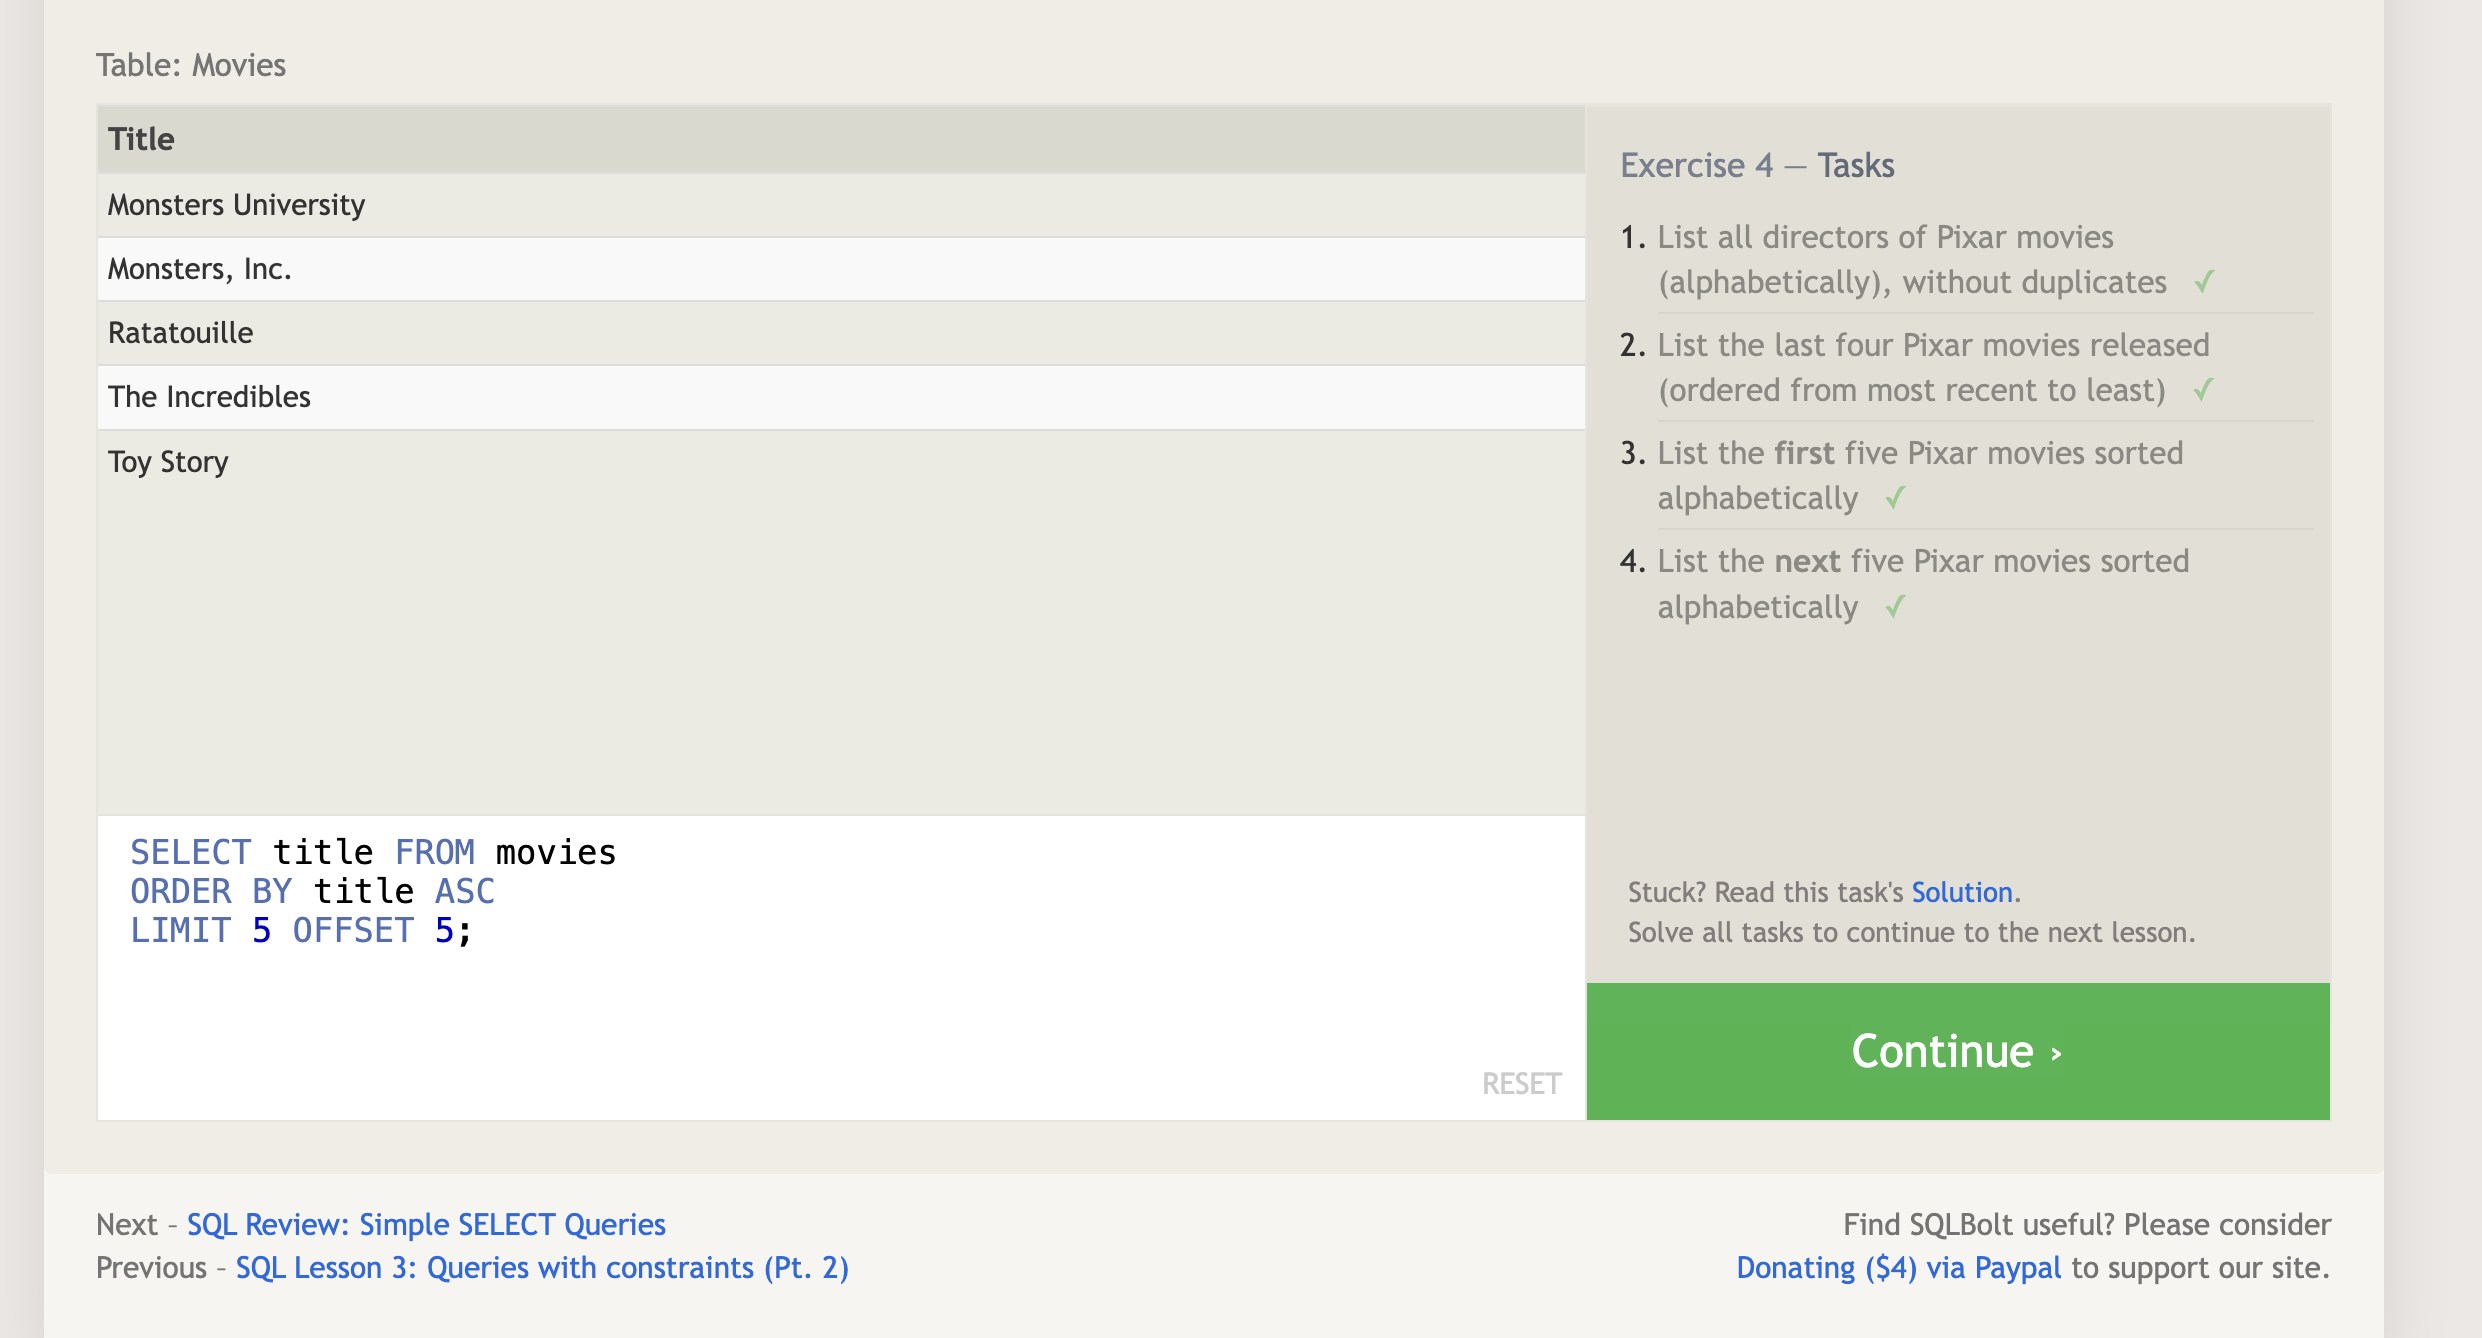 Table: Movies
Title
Monsters University
Monsters, Inc.
Ratatouille
The Incredibles
Toy Story
SELECT title FROM movies
ORDER BY title ASC
LIMIT 5 OFFSET 5;
RESET
Exercise 4 — Tasks
1. List all directors of Pixar movies
(alphabetically), without duplicates ✓
2. List the last four Pixar movies released
(ordered from most recent to least) ✓
3. List the first five Pixar movies sorted
alphabetically ✓
4. List the next five Pixar movies sorted
alphabetically ✓
Stuck? Read this task's Solution.
Solve all tasks to continue to the next lesson.
Continue ›
Next – SQL Review: Simple SELECT Queries
Previous – SQL Lesson 3: Queries with constraints (Pt. 2)
Find SQLBolt useful? Please consider
Donating ($4) via Paypal to support our site.